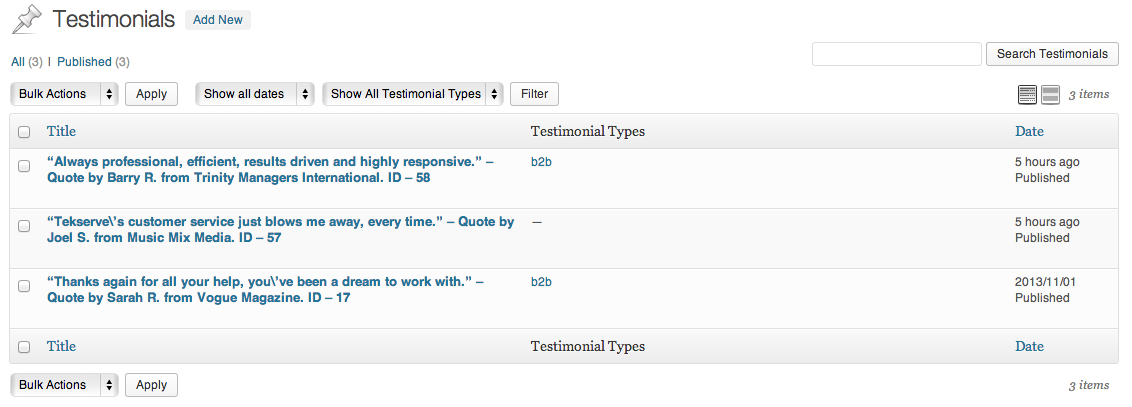 Testimonials Add New
All (3) | Published (3)
Search Testimonials
Bulk Actions Apply Show all dates Show All Testimonial Types Filter 3 items
Title Testimonial Types Date
“Always professional, efficient, results driven and highly responsive.” – b2b 5 hours ago
Quote by Barry R. from Trinity Managers International. ID – 58 Published
“Tekserve\’s customer service just blows me away, every time.” – Quote by — 5 hours ago
Joel S. from Music Mix Media. ID – 57 Published
“Thanks again for all your help, you\’ve been a dream to work with.” – b2b 2013/11/01
Quote by Sarah R. from Vogue Magazine. ID – 17 Published
Title Testimonial Types Date
Bulk Actions Apply 3 items